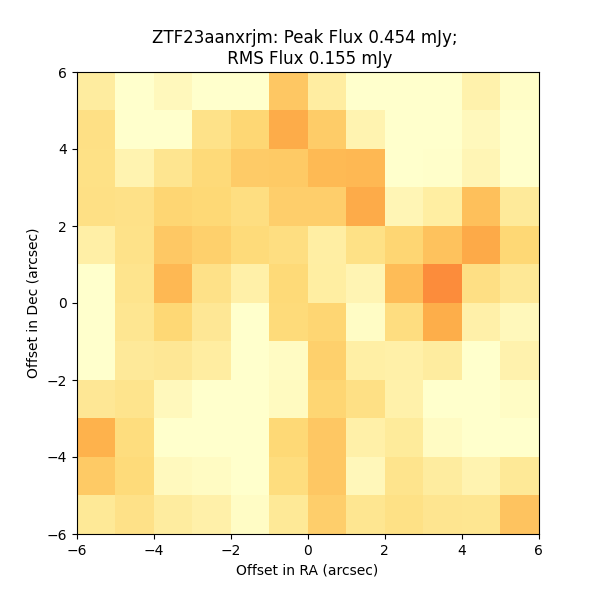 ZTF23aanxrjm: Peak Flux 0.454 mJy;
RMS Flux 0.155 mJy
6
4
2
0
−2
−4
−6
Offset in Dec (arcsec)
−6 −4 −2 0 2 4 6
Offset in RA (arcsec)